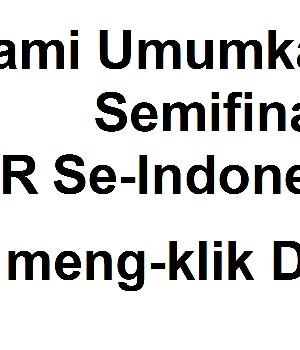 ami Umumka
Semifina
R Se-Indone
meng-klik D